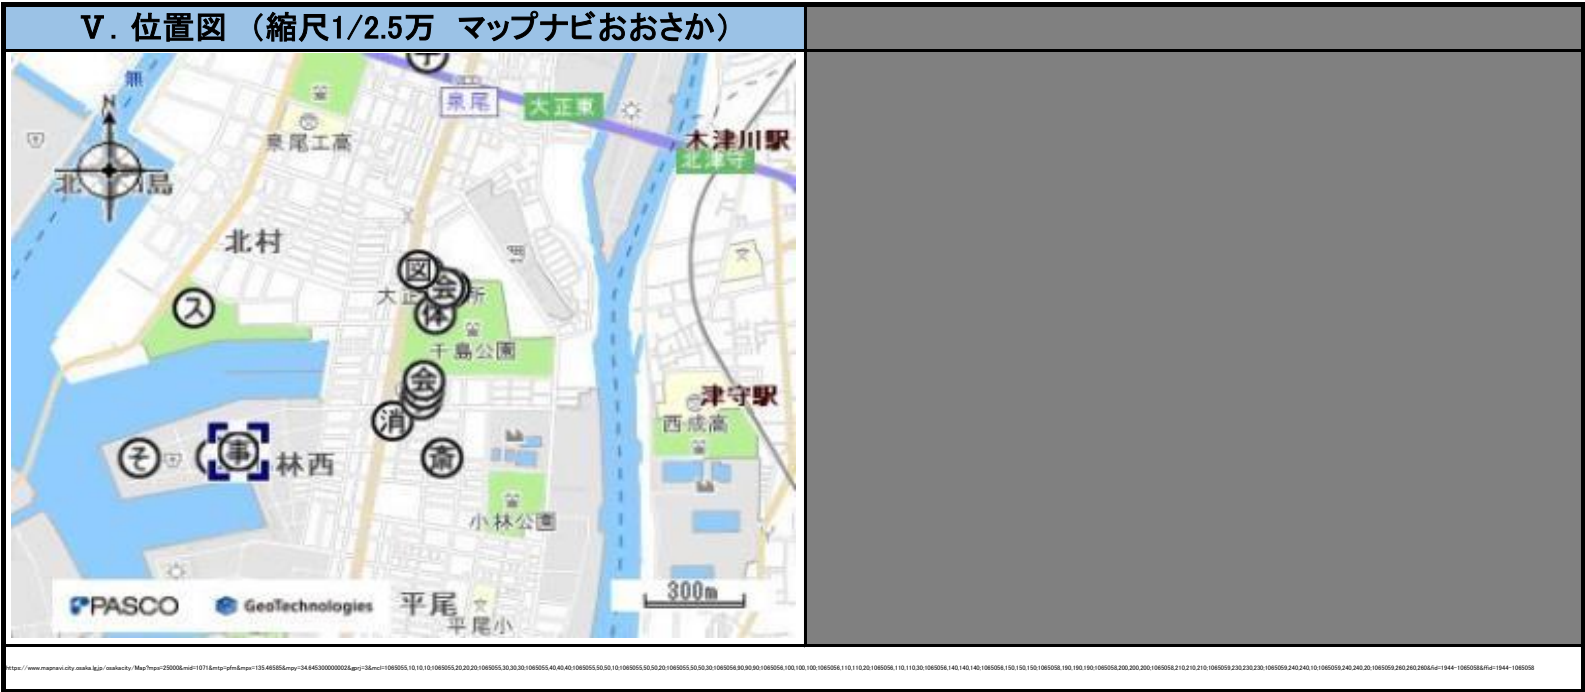 Ⅴ．位置図　（縮尺1/2.5万　マップナビおおさか）
無
N
泉尾
大正東
泉尾工高
木津川駅
北津守
北
島
北村
図
会
大正
所
ス
体
千島公園
会
津守駅
消
西成高
そ
事
林西
斎
小林公園
300m
PASCO
GeoTechnologies
平尾
平尾小